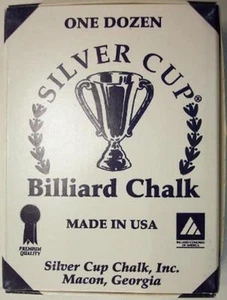 ONE DOZEN
SILVER CUP®
Billiard Chalk
MADE IN USA
PREMIUM
QUALITY
Silver Cup Chalk, Inc.
Macon, Georgia